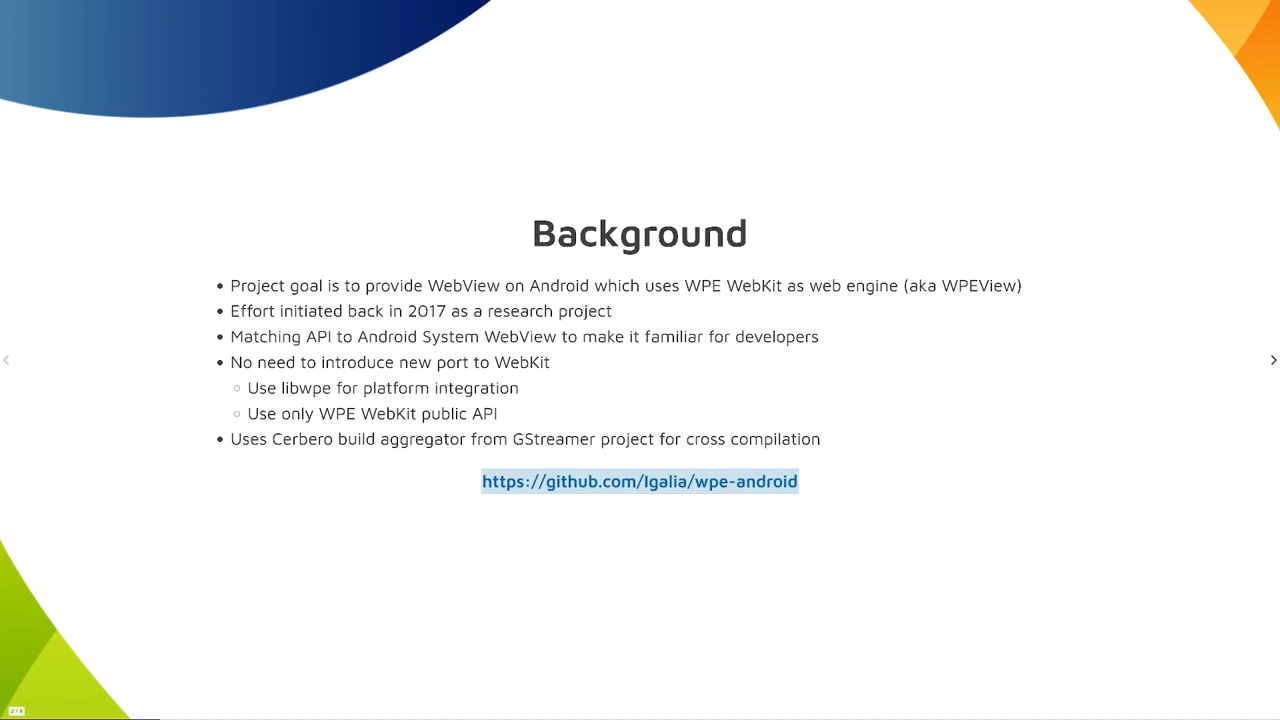 Background
• Project goal is to provide WebView on Android which uses WPE WebKit as web engine (aka WPEView)
• Effort initiated back in 2017 as a research project
• Matching API to Android System WebView to make it familiar for developers
• No need to introduce new port to WebKit
○ Use libwpe for platform integration
○ Use only WPE WebKit public API
• Uses Cerbero build aggregator from GStreamer project for cross compilation
https://github.com/Igalia/wpe-android